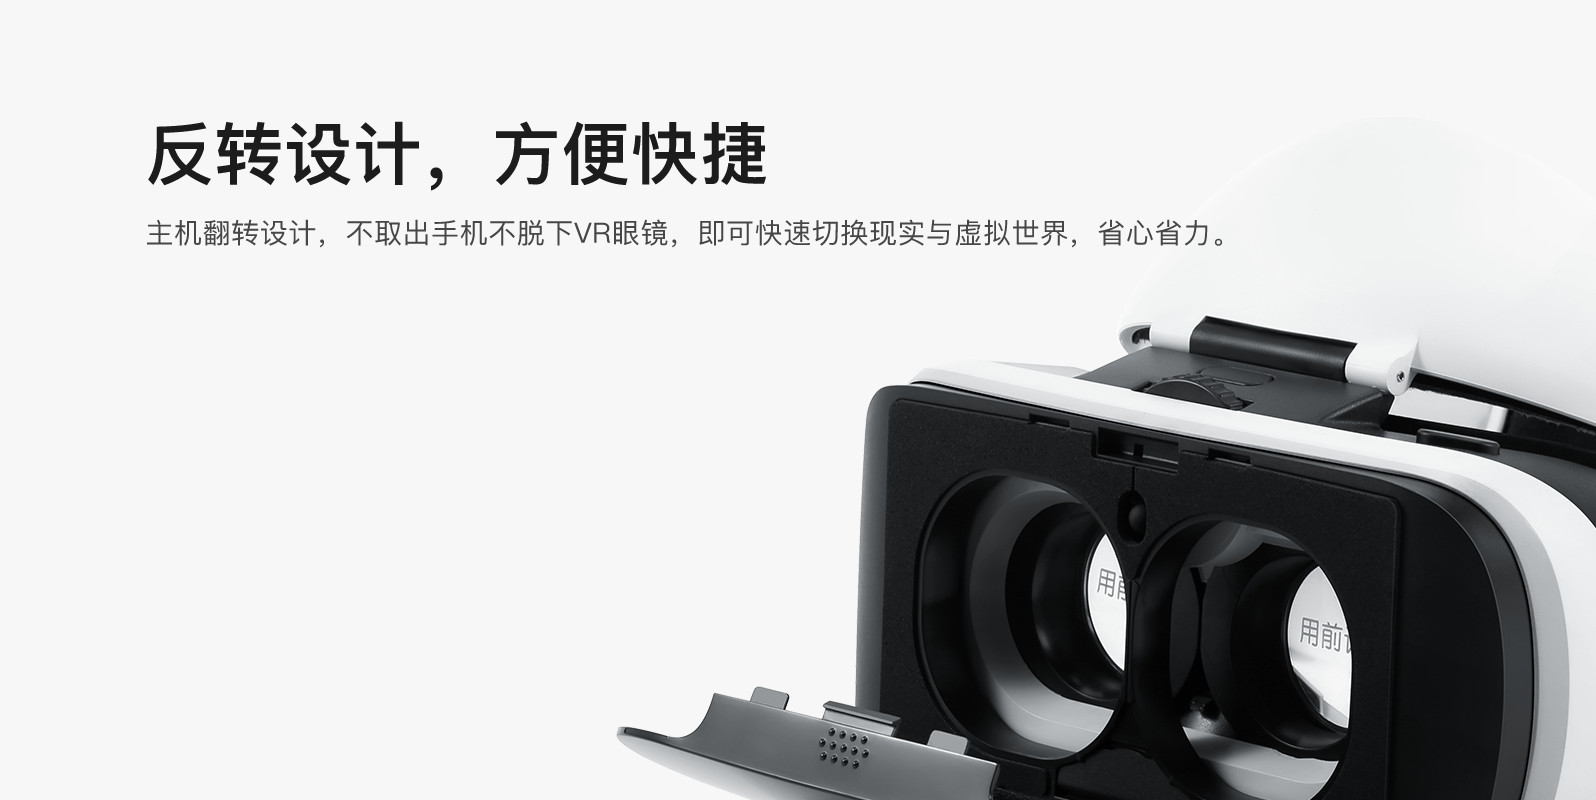 反转设计，方便快捷
主机翻转设计，不取出手机不脱下VR眼镜，即可快速切换现实与虚拟世界，省心省力。
用前
用前